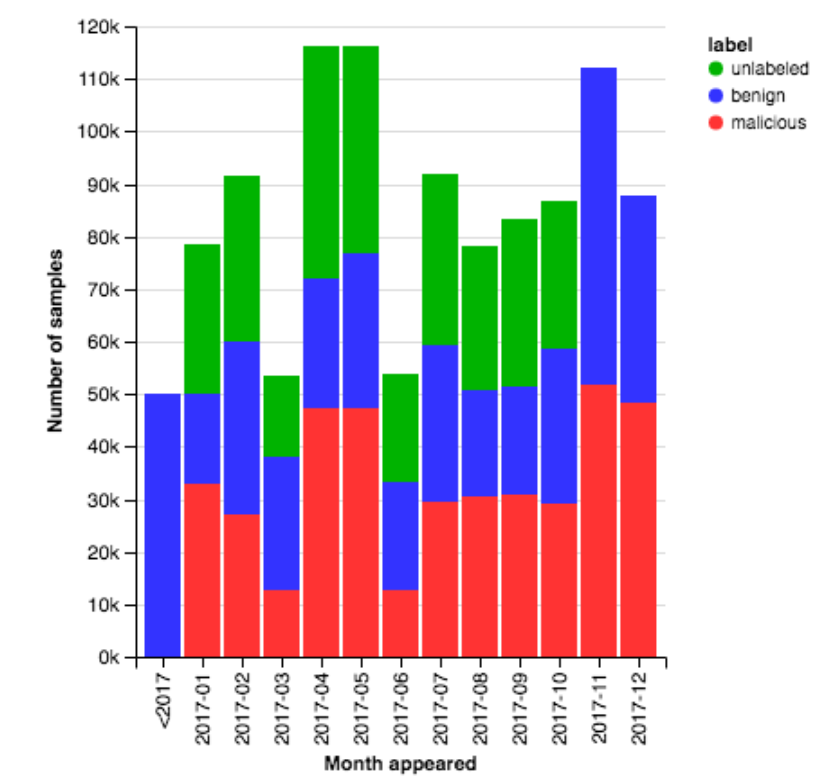 120k
110k
100k
90k
80k
70k
60k
50k
40k
30k
20k
10k
0k
Number of samples
<2017
2017-01
2017-02
2017-03
2017-04
2017-05
2017-06
2017-07
2017-08
2017-09
2017-10
2017-11
2017-12
Month appeared
label
unlabeled
benign
malicious